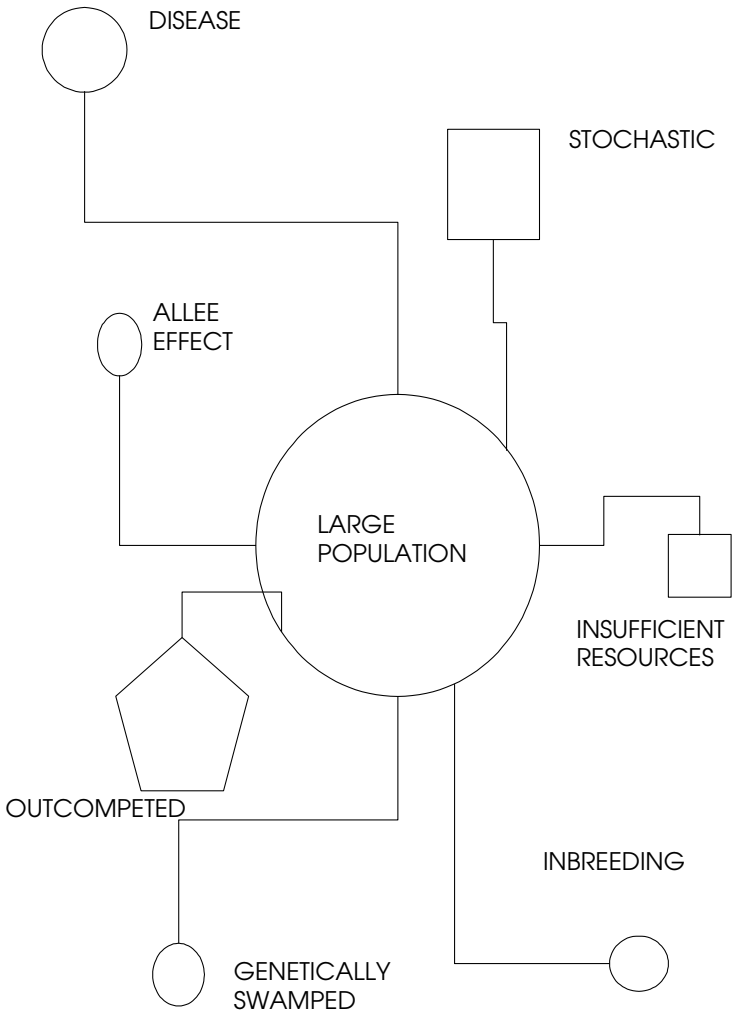 DISEASE
STOCHASTIC
ALLEE
EFFECT
LARGE
POPULATION
INSUFFICIENT
RESOURCES
OUTCOMPETED
INBREEDING
GENETICALLY
SWAMPED